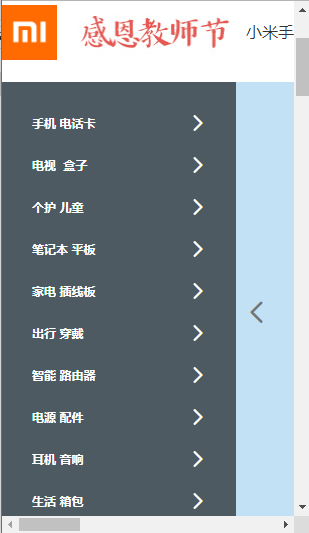 感恩教师节
小米手
手机 电话卡
电视 盒子
个护 儿童
笔记本 平板
家电 插线板
出行 穿戴
智能 路由器
电源 配件
耳机 音响
生活 箱包